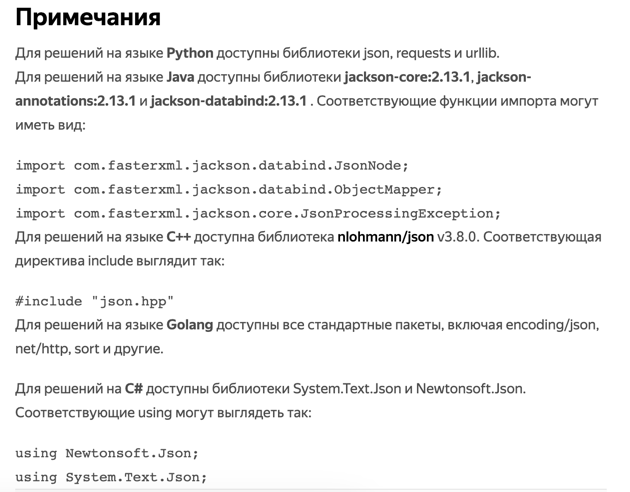 Примечания
Для решений на языке Python доступны библиотеки json, requests и urllib.
Для решений на языке Java доступны библиотеки jackson-core:2.13.1, jackson-
annotations:2.13.1 и jackson-databind:2.13.1 . Соответствующие функции импорта могут
иметь вид:
import com.fasterxml.jackson.databind.JsonNode;
import com.fasterxml.jackson.databind.ObjectMapper;
import com.fasterxml.jackson.core.JsonProcessingException;
Для решений на языке C++ доступна библиотека nlohmann/json v3.8.0. Соответствующая
директива include выглядит так:
#include "json.hpp"
Для решений на языке Golang доступны все стандартные пакеты, включая encoding/json,
net/http, sort и другие.
Для решений на C# доступны библиотеки System.Text.Json и Newtonsoft.Json.
Соответствующие using могут выглядеть так:
using Newtonsoft.Json;
using System.Text.Json;